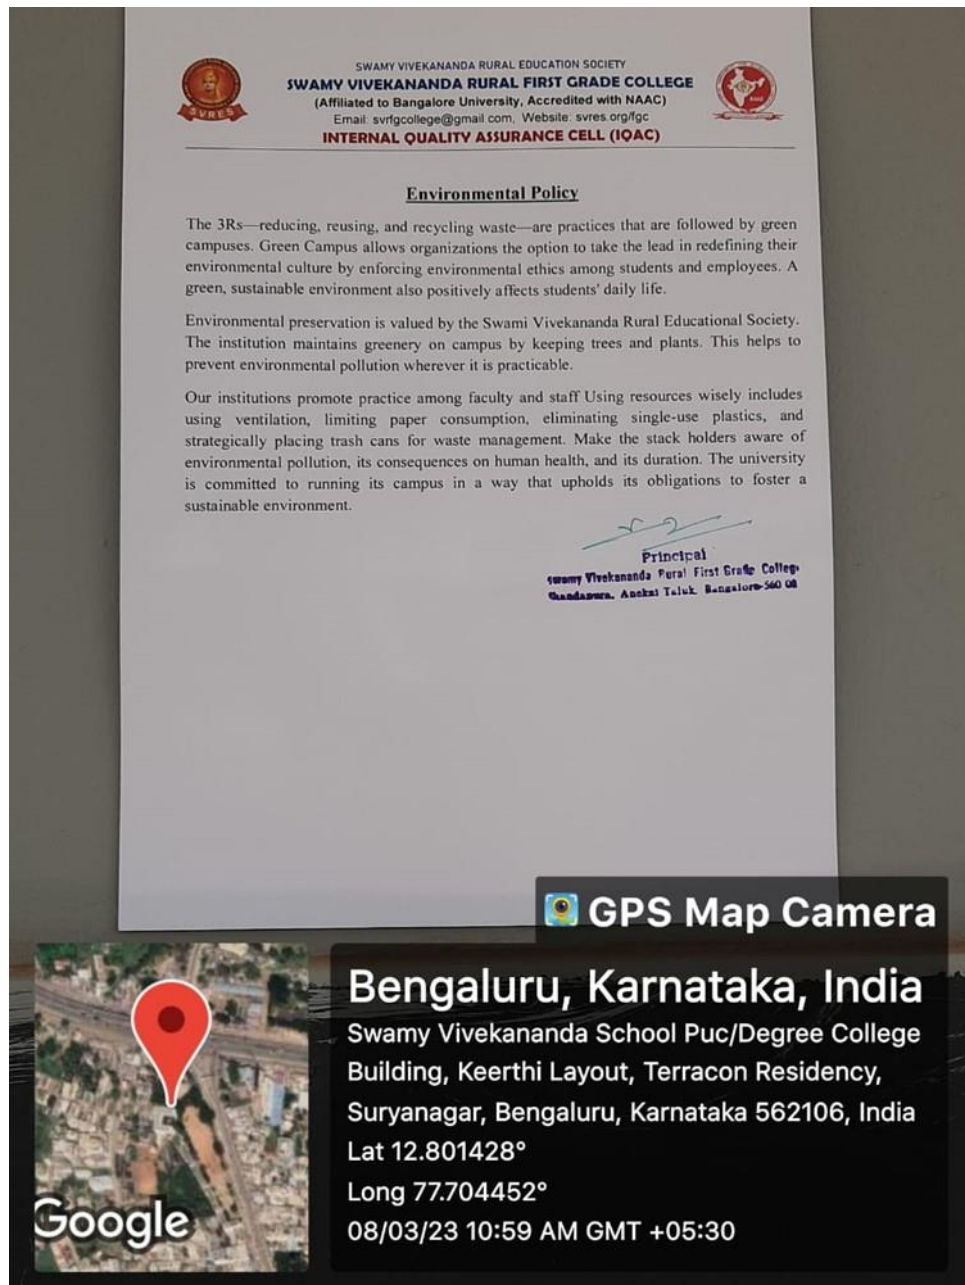 SWAMY VIVEKANANDA RURAL EDUCATION SOCIETY
SWAMY VIVEKANANDA RURAL FIRST GRADE COLLEGE
(Affiliated to Bangalore University, Accredited with NAAC)
Email: svrfgcollege@gmail.com, Website: svres.org/fgc
INTERNAL QUALITY ASSURANCE CELL (IQAC)
SVRES
Environmental Policy
The 3Rs—reducing, reusing, and recycling waste—are practices that are followed by green
campuses. Green Campus allows organizations the option to take the lead in redefining their
environmental culture by enforcing environmental ethics among students and employees. A
green, sustainable environment also positively affects students' daily life.
Environmental preservation is valued by the Swami Vivekananda Rural Educational Society.
The institution maintains greenery on campus by keeping trees and plants. This helps to
prevent environmental pollution wherever it is practicable.
Our institutions promote practice among faculty and staff Using resources wisely includes
using ventilation, limiting paper consumption, eliminating single-use plastics, and
strategically placing trash cans for waste management. Make the stack holders aware of
environmental pollution, its consequences on human health, and its duration. The university
is committed to running its campus in a way that upholds its obligations to foster a
sustainable environment.
Principal
Swamy Vivekananda Rural First Grade College
Anekal Taluk, Bangalore-560
GPS Map Camera
Bengaluru, Karnataka, India
Swamy Vivekananda School Puc/Degree College
Building, Keerthi Layout, Terracon Residency,
Suryanagar, Bengaluru, Karnataka 562106, India
Lat 12.801428°
Long 77.704452°
08/03/23 10:59 AM GMT +05:30
Google